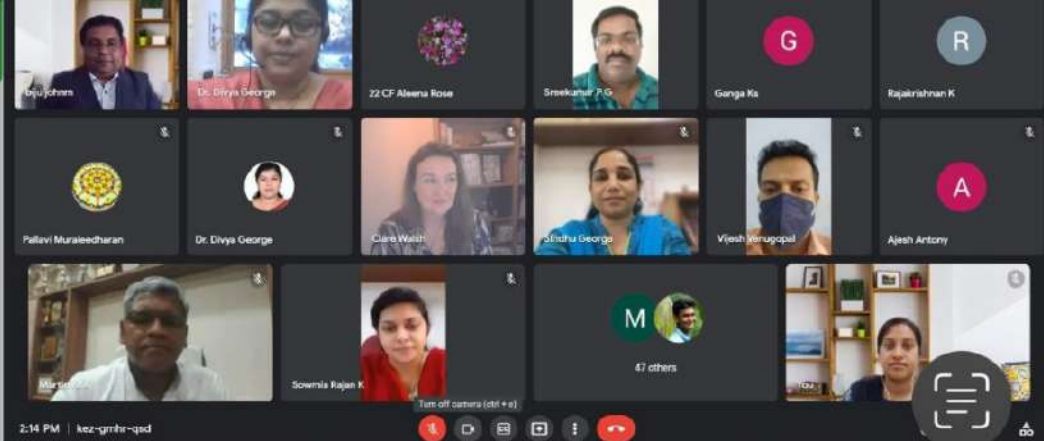 G
R
biju johnm
Dr. Divya George
22 CF Aleena Rose
Sreekumar P G
Ganga Ks
Rajakrishnan K
A
Pallavi Muraleedharan
Dr. Divya George
Clare Walsh
Sindhu George
Vijesh Venugopal
Ajesh Antony
M
47 others
Sowmia Rajan K
You
Turn off camera (ctrl + e)
2:14 PM | kez-gmhr-qsd